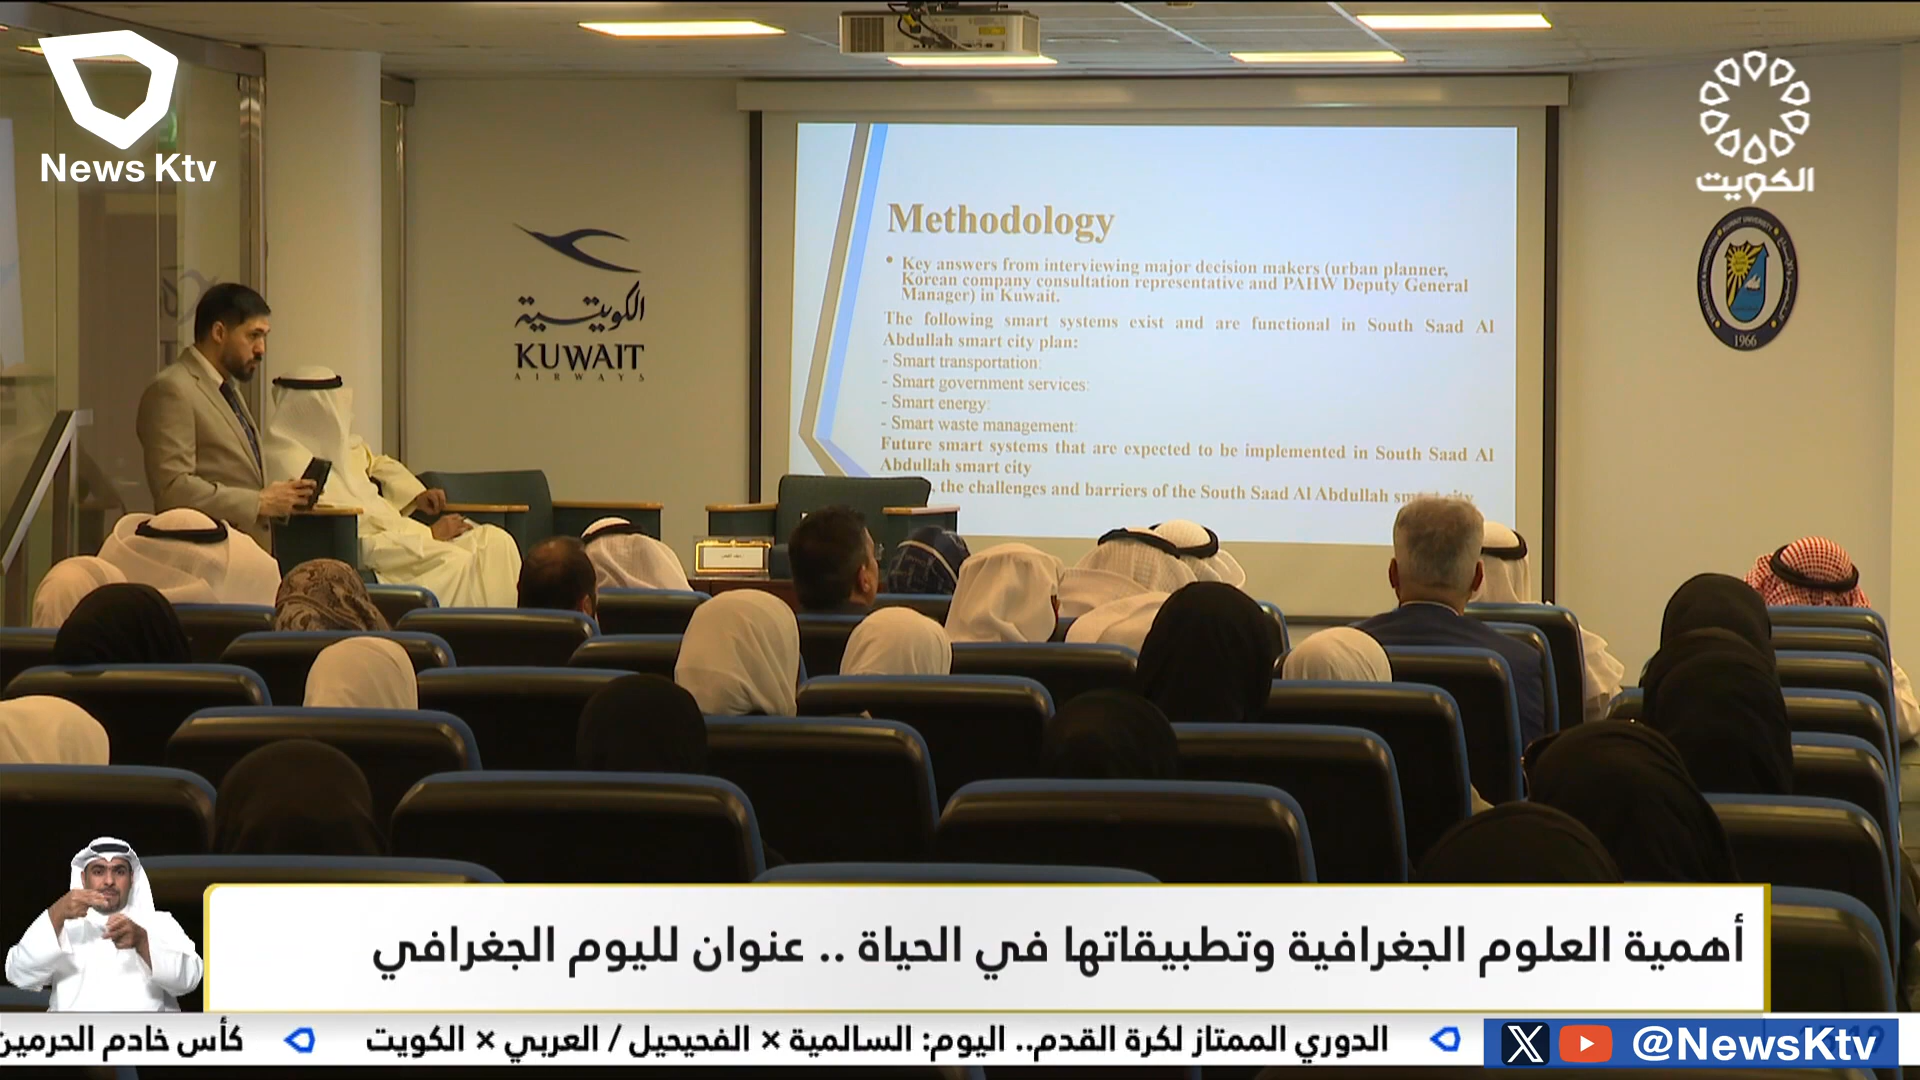 News Ktv
الكويت
الكويتية
KUWAIT
AIRWAYS
1966
Methodology
• Key answers from interviewing major decision makers (urban planner,
Korean company consultation representative and PAHW Deputy General
Manager) in Kuwait.
The following smart systems exist and are functional in South Saad Al
Abdullah smart city plan:
- Smart transportation:
- Smart government services:
- Smart energy:
- Smart waste management:
Future smart systems that are expected to be implemented in South Saad Al
Abdullah smart city
, the challenges and barriers of the South Saad Al Abdullah smart city
أهمية العلوم الجغرافية وتطبيقاتها في الحياة .. عنوان لليوم الجغرافي
الدوري الممتاز لكرة القدم.. اليوم: السالمية × الفحيحيل / العربي × الكويت
كأس خادم الحرمين
@NewsKtv